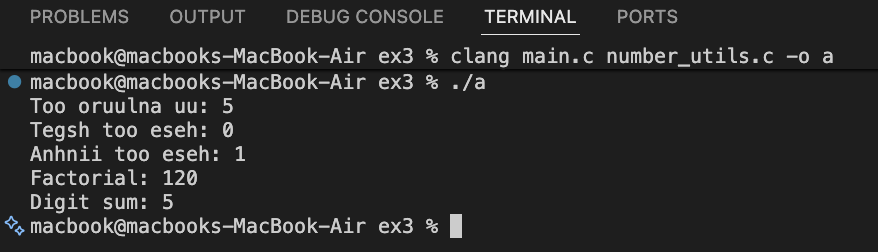 PROBLEMS OUTPUT DEBUG CONSOLE TERMINAL PORTS
macbook@macbooks-MacBook-Air ex3 % clang main.c number_utils.c -o a
macbook@macbooks-MacBook-Air ex3 % ./a
Too oruulna uu: 5
Tegsh too eseh: 0
Anhnii too eseh: 1
Factorial: 120
Digit sum: 5
macbook@macbooks-MacBook-Air ex3 %